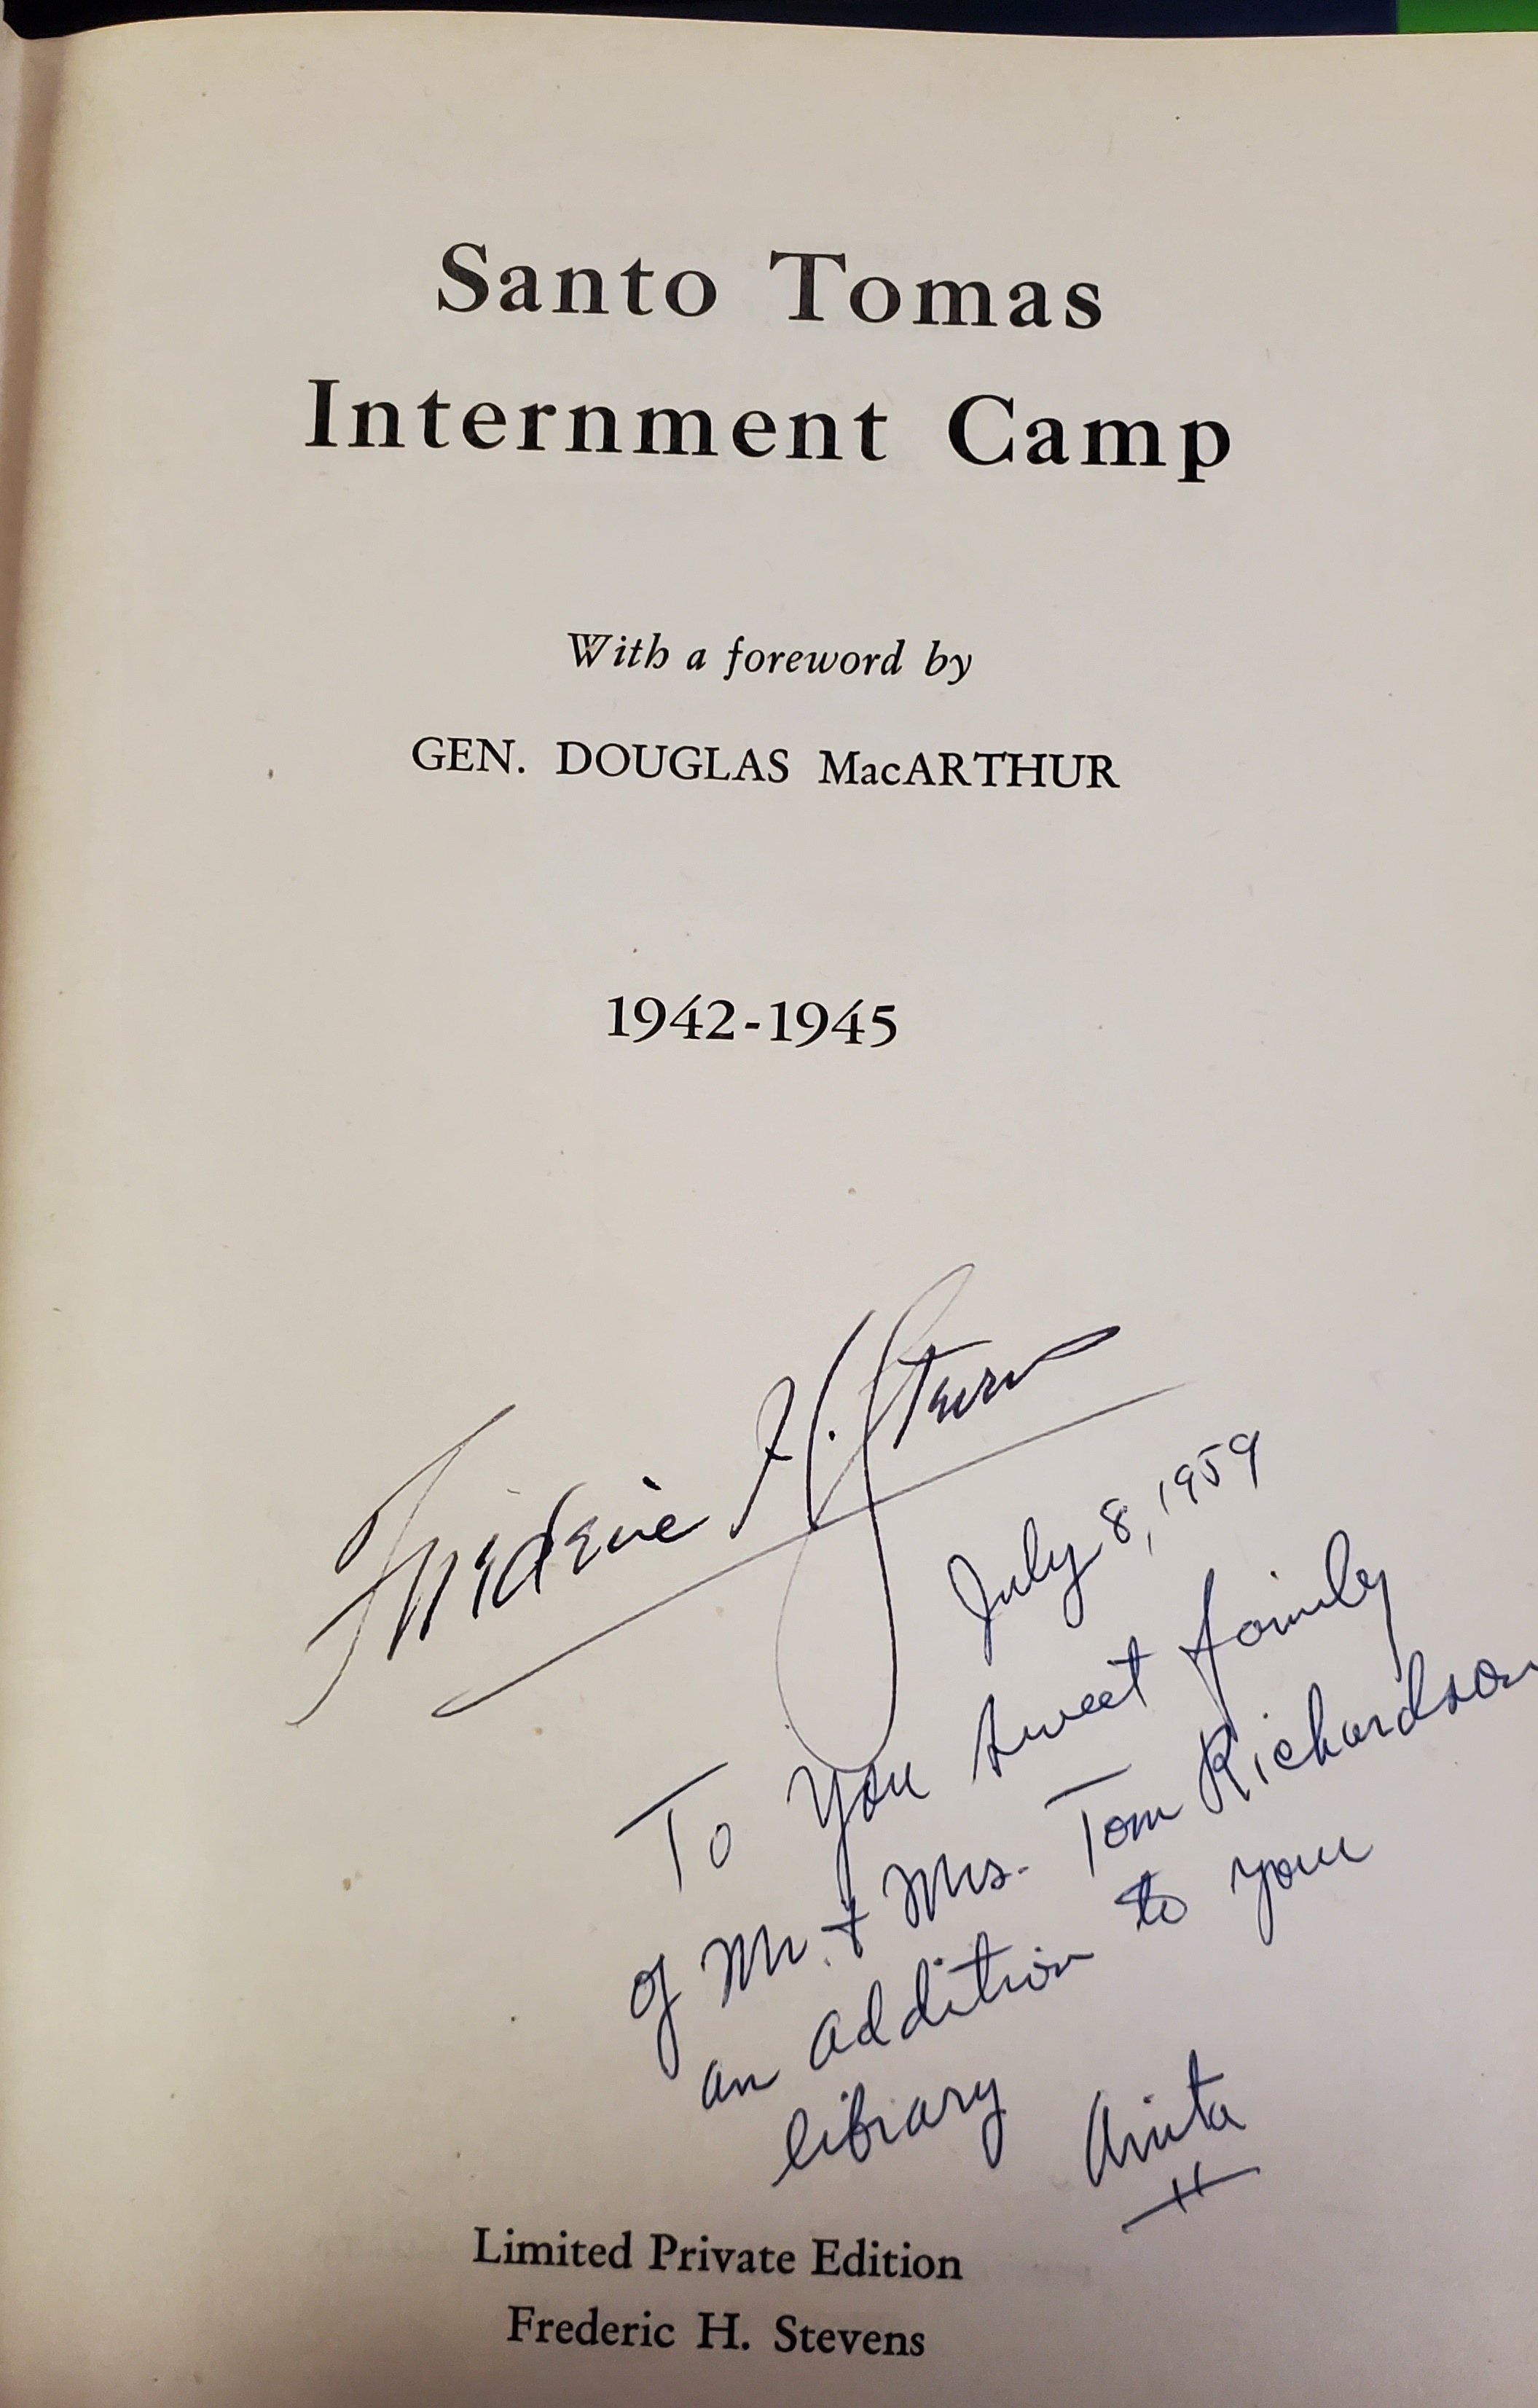 Santo Tomas
Internment Camp
With a foreword by
GEN. DOUGLAS MacARTHUR
1942-1945
Frederic H. Stevens
July 8, 1959
To you sweet family
of Mr. & Mrs. Tom Richardson
an addition to your
library
Anita
Limited Private Edition
Frederic H. Stevens